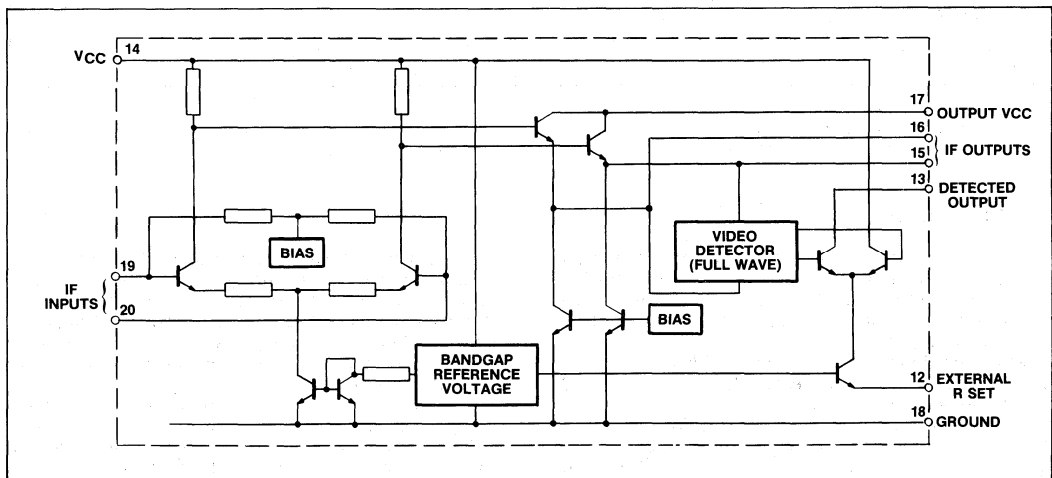 VCC 14
17 OUTPUT VCC
16
IF OUTPUTS
15
13 DETECTED
OUTPUT
VIDEO
DETECTOR
(FULL WAVE)
BIAS
19
IF
INPUTS
20
BIAS
BANDGAP
REFERENCE
VOLTAGE
12 EXTERNAL
R SET
18 GROUND